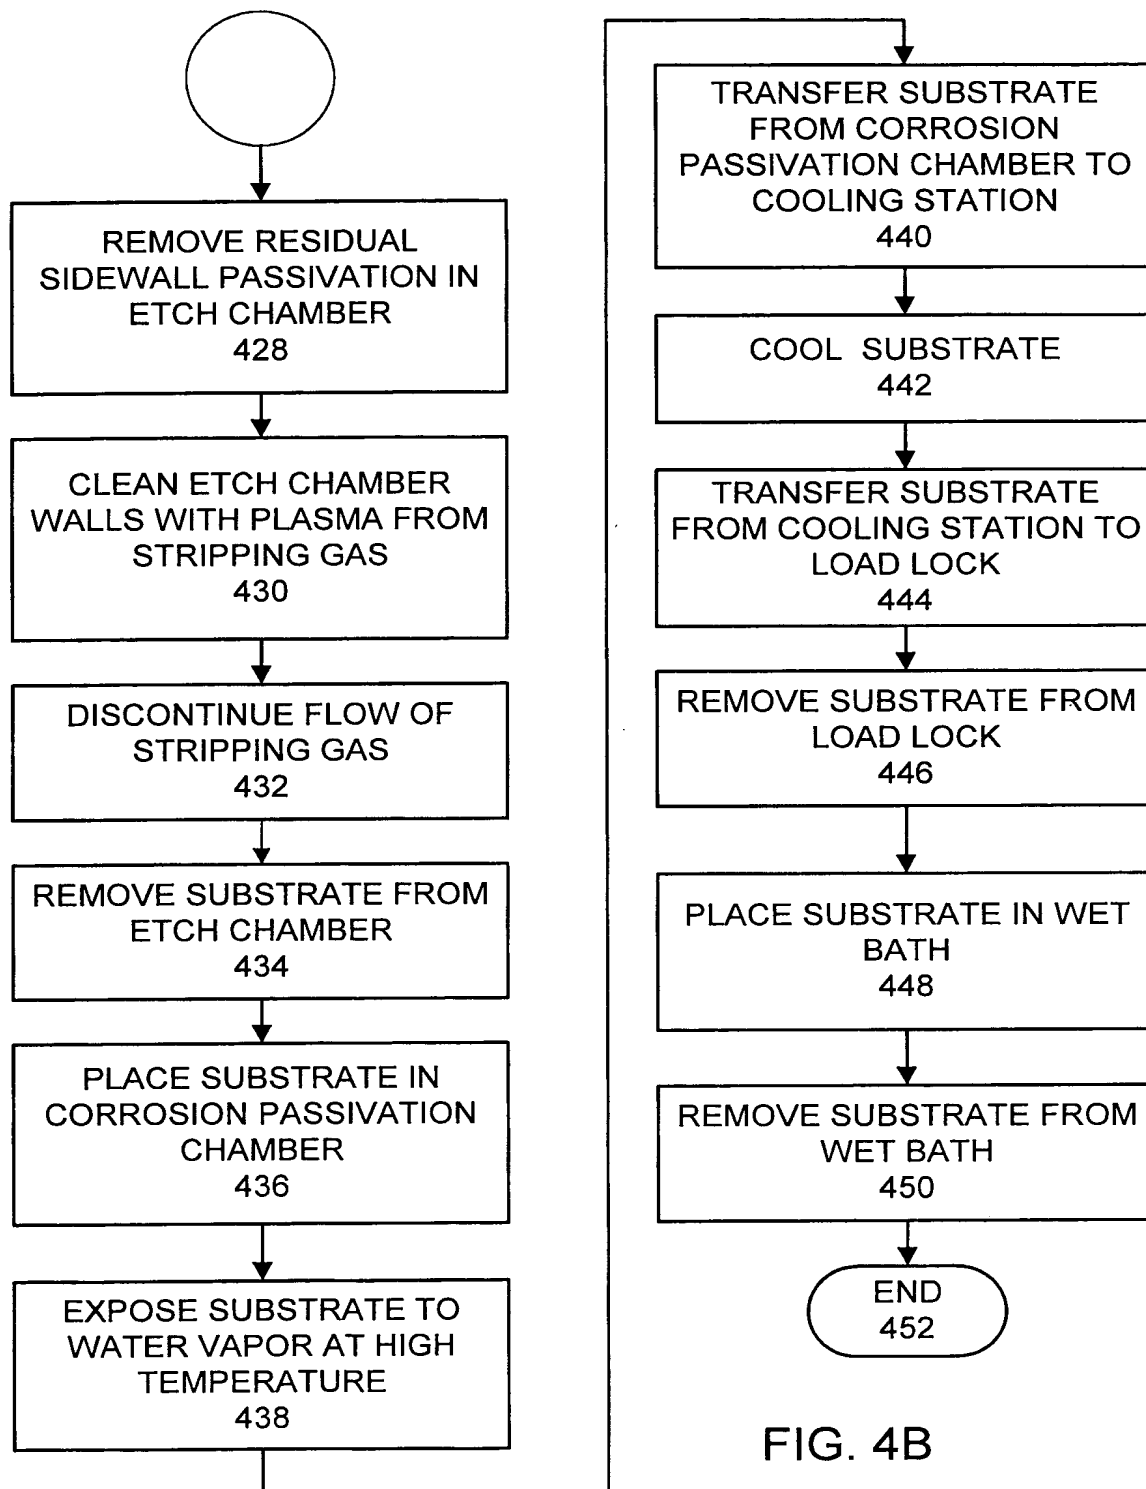 REMOVE RESIDUAL
SIDEWALL PASSIVATION IN
ETCH CHAMBER
428
CLEAN ETCH CHAMBER
WALLS WITH PLASMA FROM
STRIPPING GAS
430
DISCONTINUE FLOW OF
STRIPPING GAS
432
REMOVE SUBSTRATE FROM
ETCH CHAMBER
434
PLACE SUBSTRATE IN
CORROSION PASSIVATION
CHAMBER
436
EXPOSE SUBSTRATE TO
WATER VAPOR AT HIGH
TEMPERATURE
438
TRANSFER SUBSTRATE
FROM CORROSION
PASSIVATION CHAMBER TO
COOLING STATION
440
COOL SUBSTRATE
442
TRANSFER SUBSTRATE
FROM COOLING STATION TO
LOAD LOCK
444
REMOVE SUBSTRATE FROM
LOAD LOCK
446
PLACE SUBSTRATE IN WET
BATH
448
REMOVE SUBSTRATE FROM
WET BATH
450
END
452
FIG. 4B